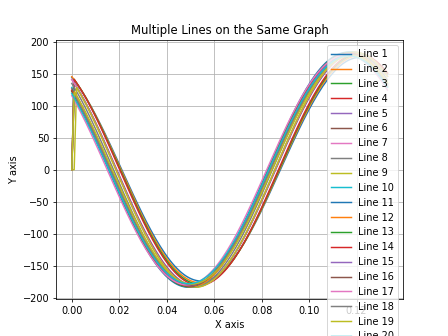 Multiple Lines on the Same Graph
200
150
100
50
0
−50
−100
−150
−200
Y axis
0.00
0.02
0.04
0.06
0.08
0.10
X axis
Line 1
Line 2
Line 3
Line 4
Line 5
Line 6
Line 7
Line 8
Line 9
Line 10
Line 11
Line 12
Line 13
Line 14
Line 15
Line 16
Line 17
Line 18
Line 19
Line 20